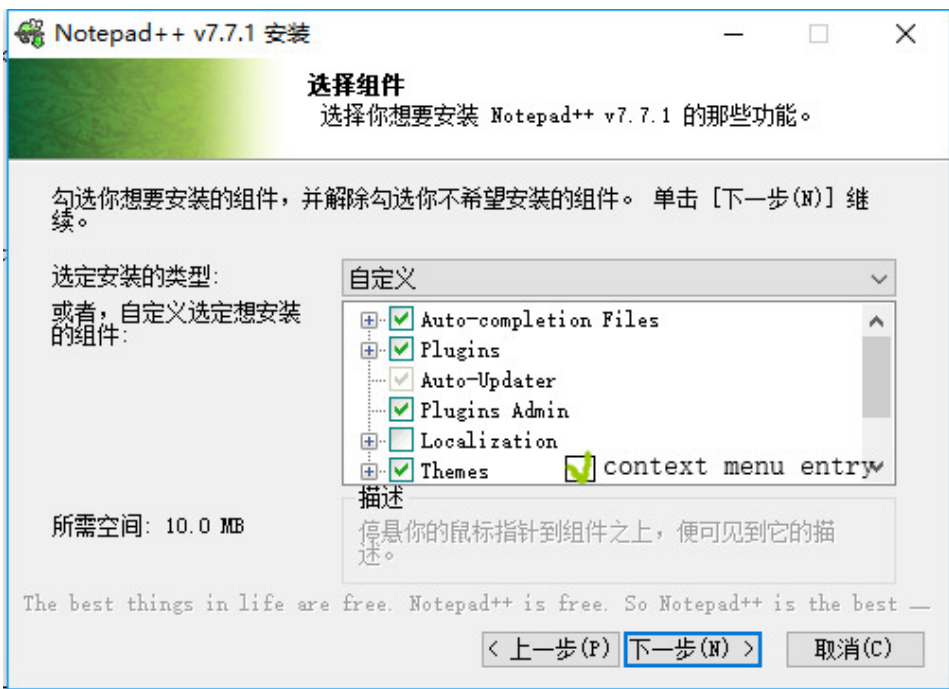 Notepad++ v7.7.1 安装
选择组件
选择你想要安装 Notepad++ v7.7.1 的那些功能。
勾选你想要安装的组件，并解除勾选你不希望安装的组件。 单击 [下一步(N)] 继
续。
选定安装的类型:
自定义
或者，自定义选定想安装
的组件:
Auto-completion Files
Plugins
Auto-Updater
Plugins Admin
Localization
Themes
context menu entry
所需空间: 10.0 MB
描述
停悬你的鼠标指针到组件之上，便可见到它的描
述。
The best things in life are free. Notepad++ is free. So Notepad++ is the best
< 上一步(P)
下一步(N) >
取消(C)